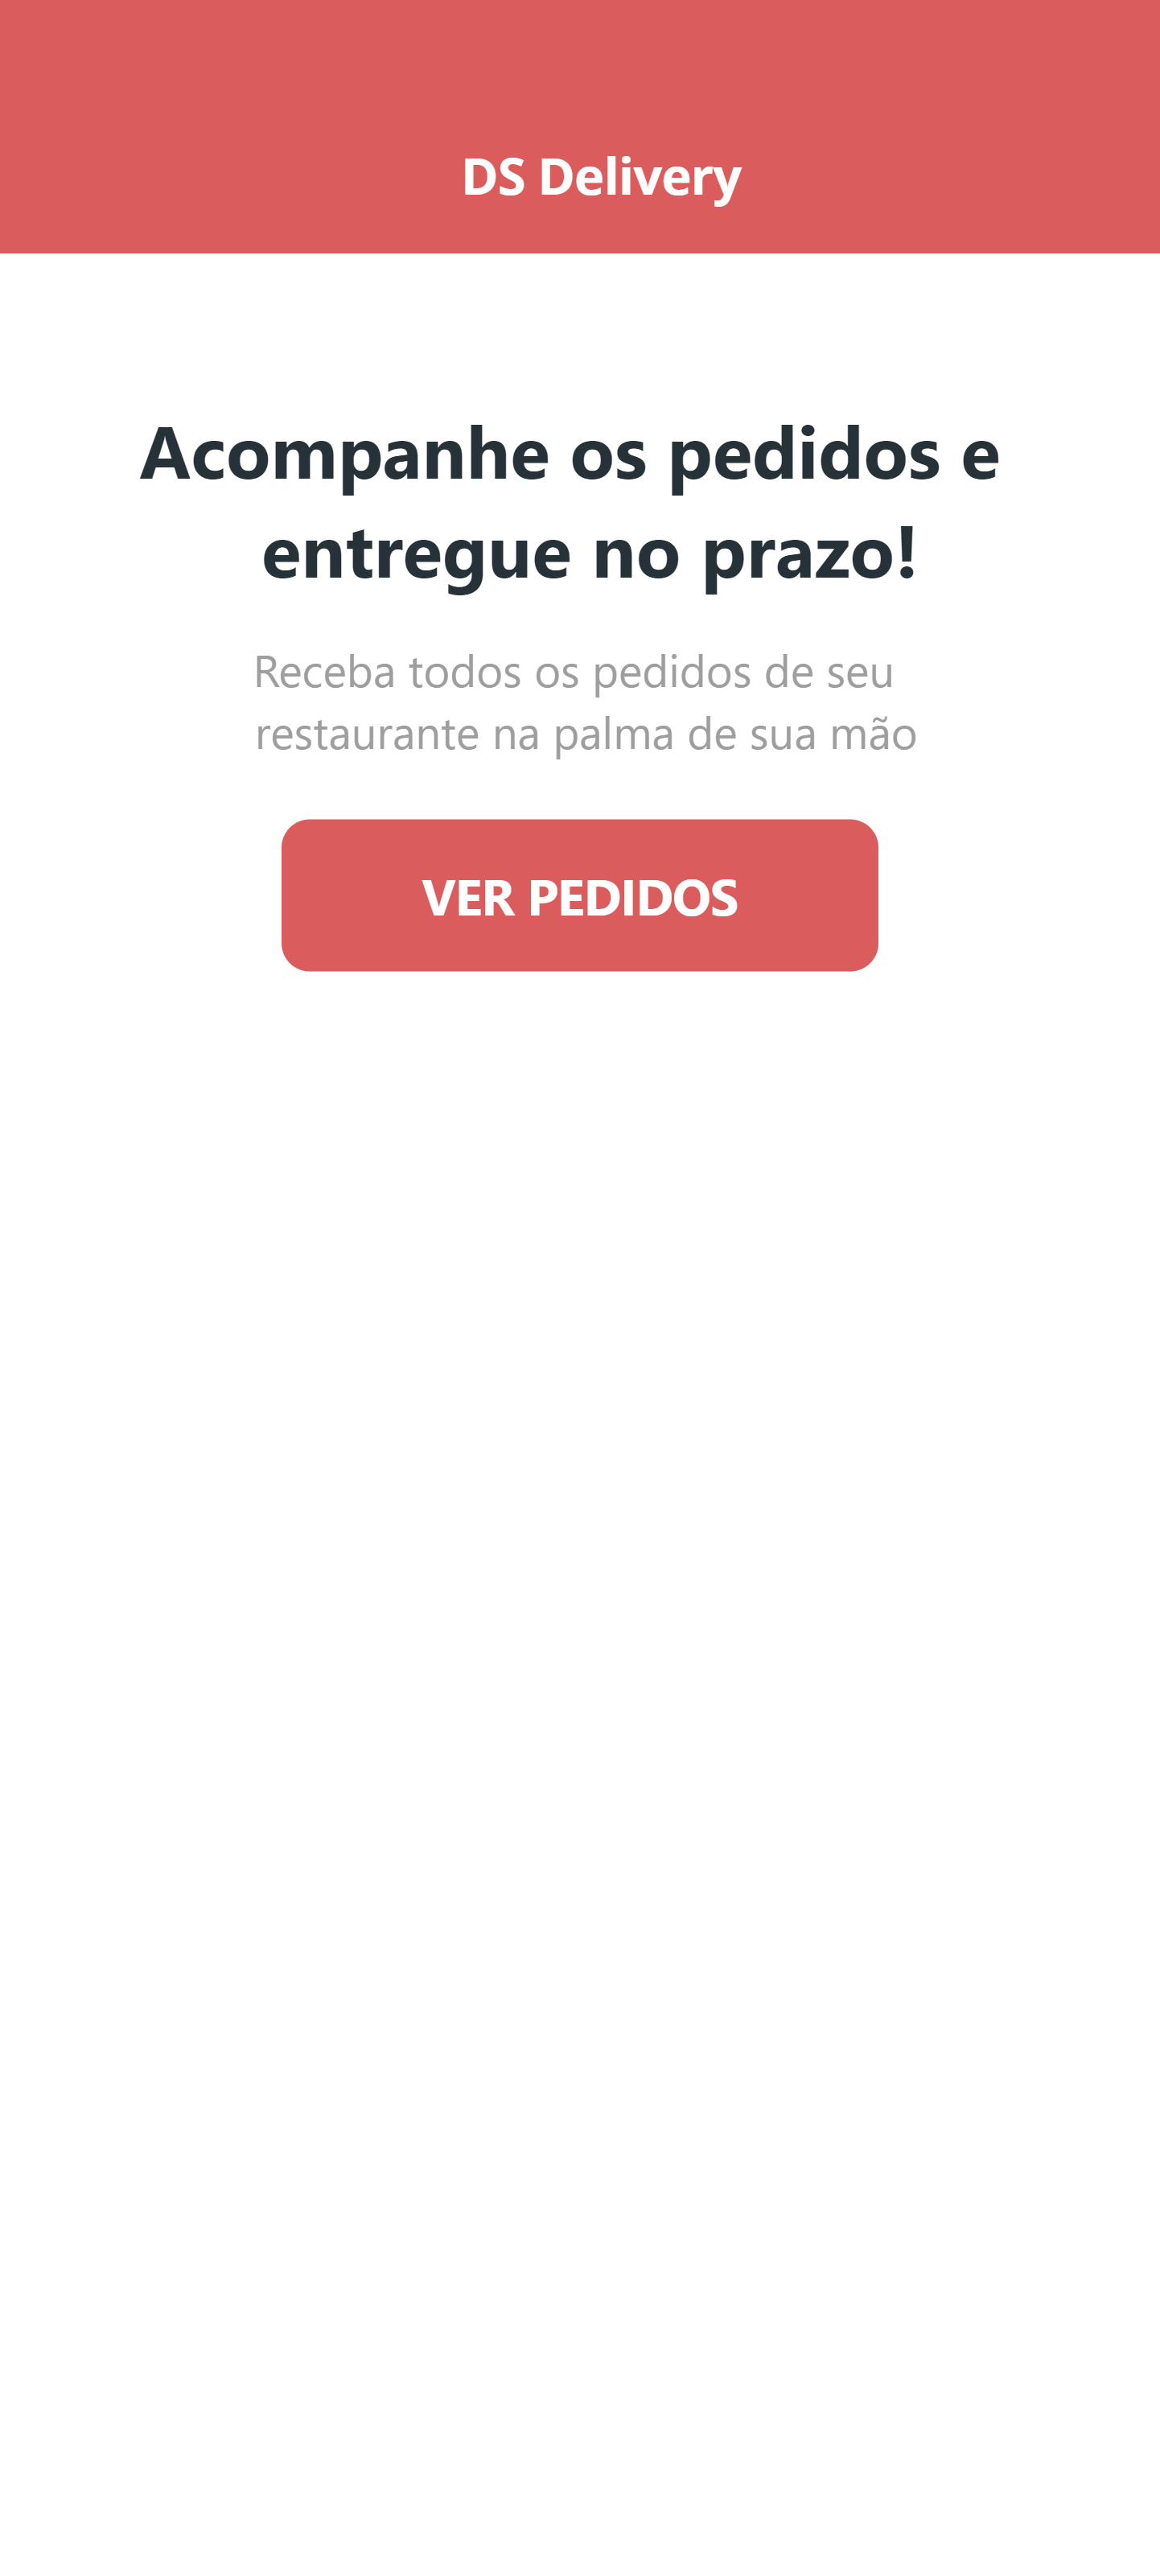 DS Delivery
Acompanhe os pedidos e
entregue no prazo!
Receba todos os pedidos de seu
restaurante na palma de sua mão
VER PEDIDOS